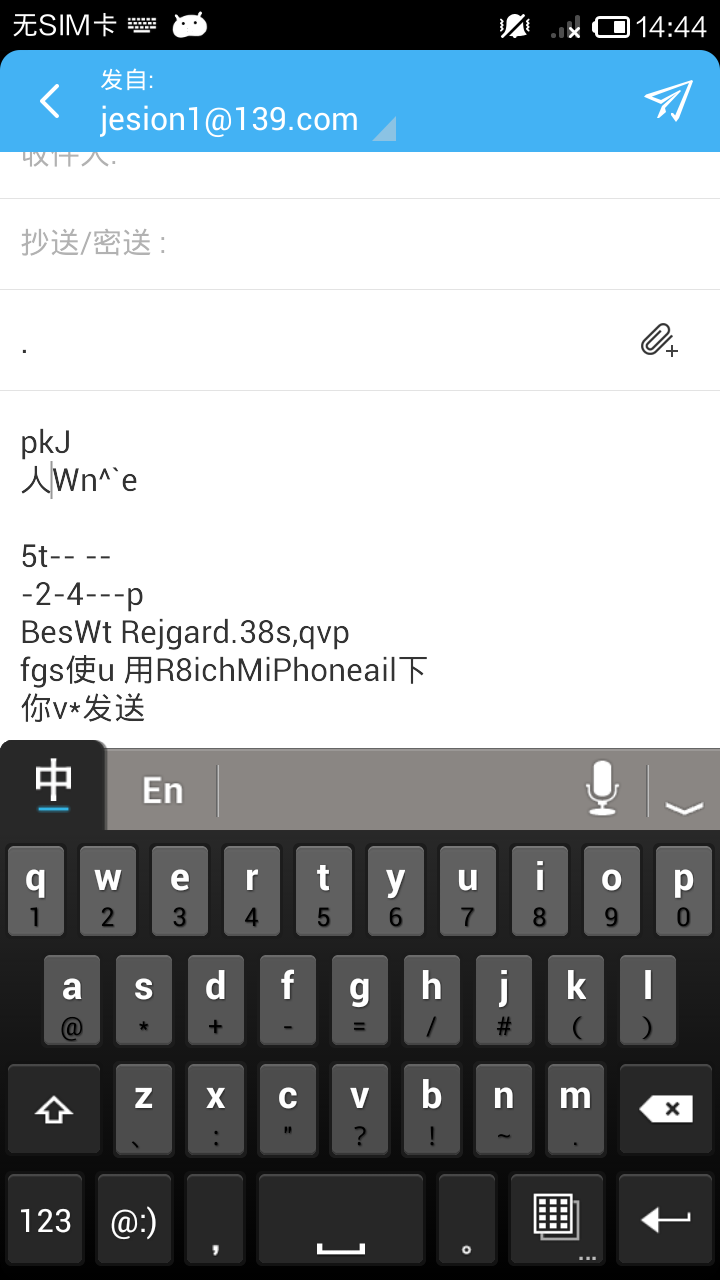 无SIM卡 14:44
发自:
jesion1@139.com
收件人:
抄送/密送 :
.
pkJ
人Wn^`e
5t-- --
-2-4---p
BesWt Rejgard.38s,qvp
fgs使u 用R8ichMiPhoneail下
你v*发送
中 En
q w e r t y u i o p
1 2 3 4 5 6 7 8 9 0
a s d f g h j k l
@ * + - = / # ( )
z x c v b n m
、 : " ? ! ~ .
123 @:) , 。 ...